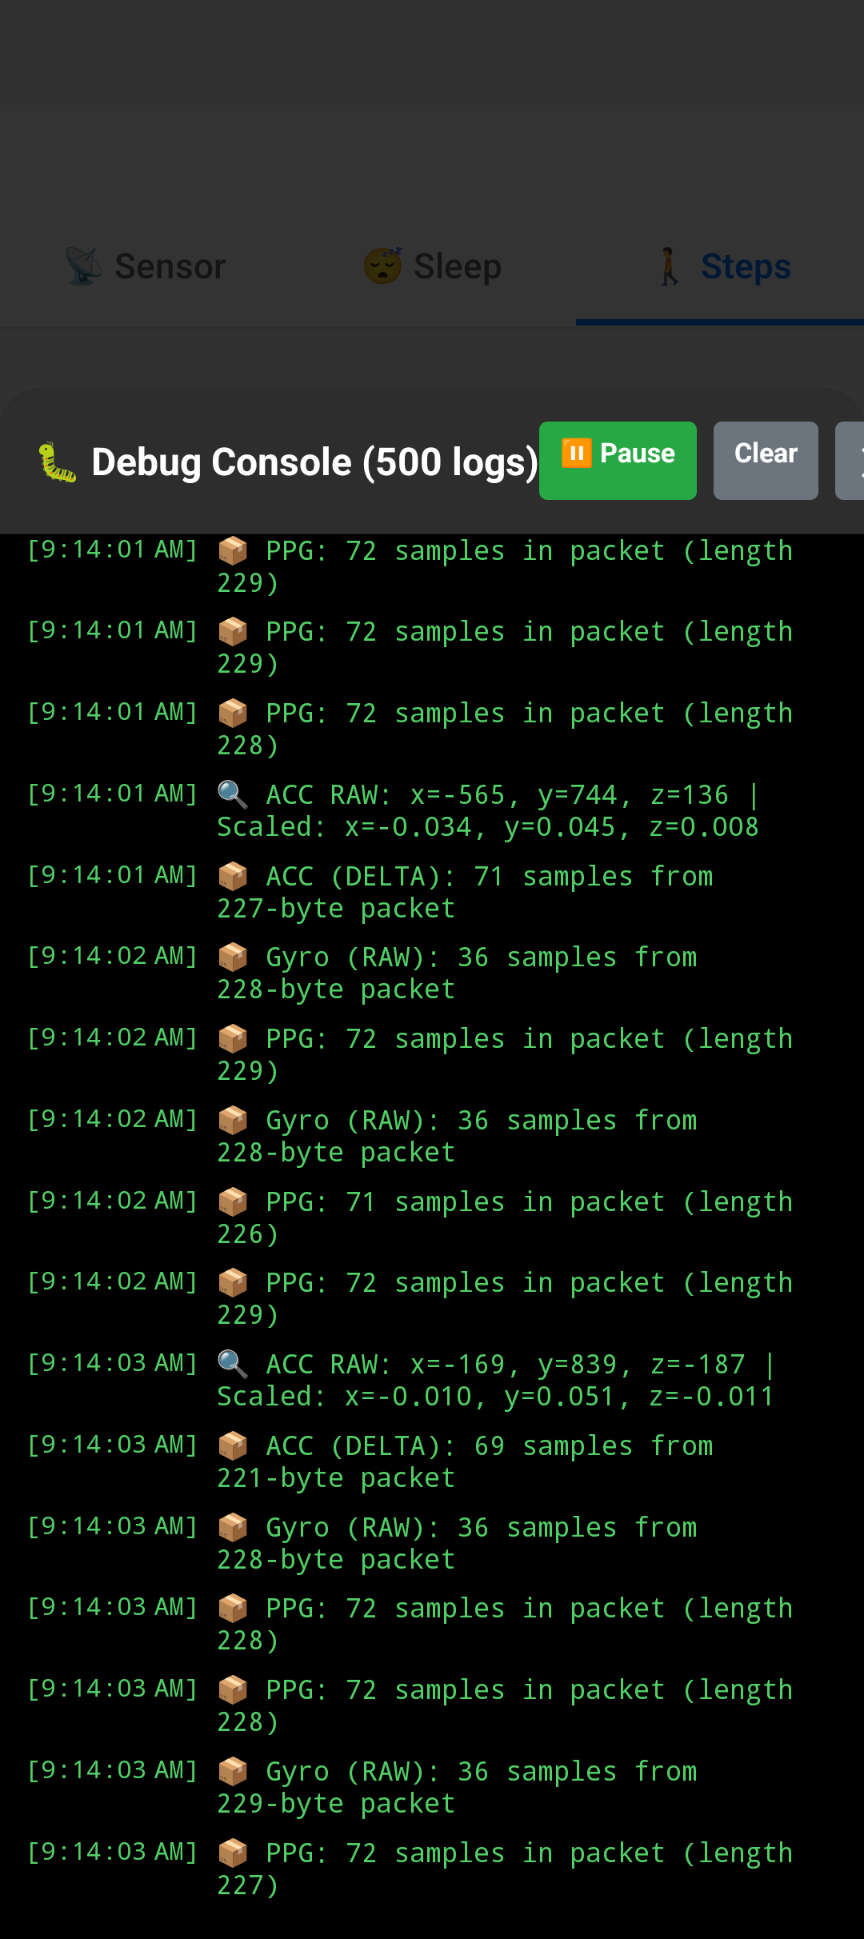 📡 Sensor
😴 Sleep
🚶 Steps
🐛 Debug Console (500 logs)
⏸️ Pause
Clear
[9:14:01 AM] 📦 PPG: 72 samples in packet (length
229)
[9:14:01 AM] 📦 PPG: 72 samples in packet (length
229)
[9:14:01 AM] 📦 PPG: 72 samples in packet (length
228)
[9:14:01 AM] 🔍 ACC RAW: x=-565, y=744, z=136 |
Scaled: x=-0.034, y=0.045, z=0.008
[9:14:01 AM] 📦 ACC (DELTA): 71 samples from
227-byte packet
[9:14:02 AM] 📦 Gyro (RAW): 36 samples from
228-byte packet
[9:14:02 AM] 📦 PPG: 72 samples in packet (length
229)
[9:14:02 AM] 📦 Gyro (RAW): 36 samples from
228-byte packet
[9:14:02 AM] 📦 PPG: 71 samples in packet (length
226)
[9:14:02 AM] 📦 PPG: 72 samples in packet (length
229)
[9:14:03 AM] 🔍 ACC RAW: x=-169, y=839, z=-187 |
Scaled: x=-0.010, y=0.051, z=-0.011
[9:14:03 AM] 📦 ACC (DELTA): 69 samples from
221-byte packet
[9:14:03 AM] 📦 Gyro (RAW): 36 samples from
228-byte packet
[9:14:03 AM] 📦 PPG: 72 samples in packet (length
228)
[9:14:03 AM] 📦 PPG: 72 samples in packet (length
228)
[9:14:03 AM] 📦 Gyro (RAW): 36 samples from
229-byte packet
[9:14:03 AM] 📦 PPG: 72 samples in packet (length
227)